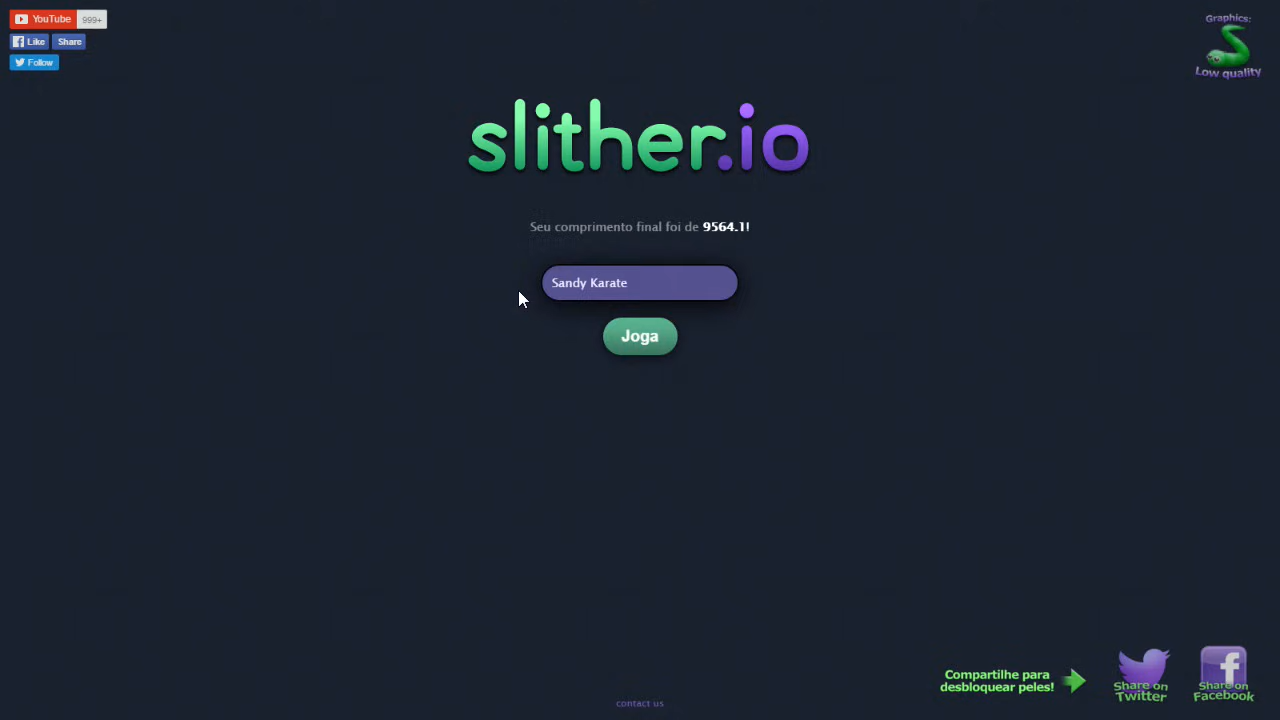 YouTube 999+
Like Share
Follow
Graphics:
Low quality
slither.io
Seu comprimento final foi de 9564.1!
Sandy Karate
Joga
Compartilhe para
desbloquear peles!
Share on
Twitter
Share on
Facebook
contact us